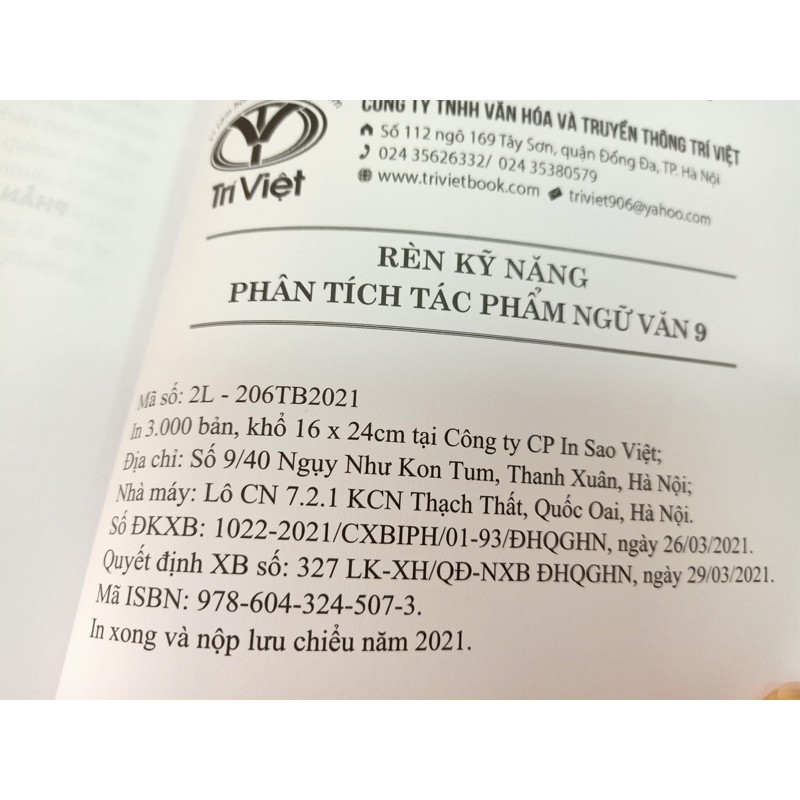 CÔNG TY TNHH VĂN HÓA VÀ TRUYỀN THÔNG TRÍ VIỆT
Số 112 ngõ 169 Tây Sơn, quận Đống Đa, TP. Hà Nội
024 35626332/ 024 35380579
www.trivietbook.com triviet906@yahoo.com
Trí Việt
RÈN KỸ NĂNG
PHÂN TÍCH TÁC PHẨM NGỮ VĂN 9
Mã số: 2L - 206TB2021
In 3.000 bản, khổ 16 x 24cm tại Công ty CP In Sao Việt;
Địa chỉ: Số 9/40 Ngụy Như Kon Tum, Thanh Xuân, Hà Nội;
Nhà máy: Lô CN 7.2.1 KCN Thạch Thất, Quốc Oai, Hà Nội.
Số ĐKXB: 1022-2021/CXBIPH/01-93/ĐHQGHN, ngày 26/03/2021.
Quyết định XB số: 327 LK-XH/QĐ-NXB ĐHQGHN, ngày 29/03/2021.
Mã ISBN: 978-604-324-507-3.
In xong và nộp lưu chiểu năm 2021.
PHẦN